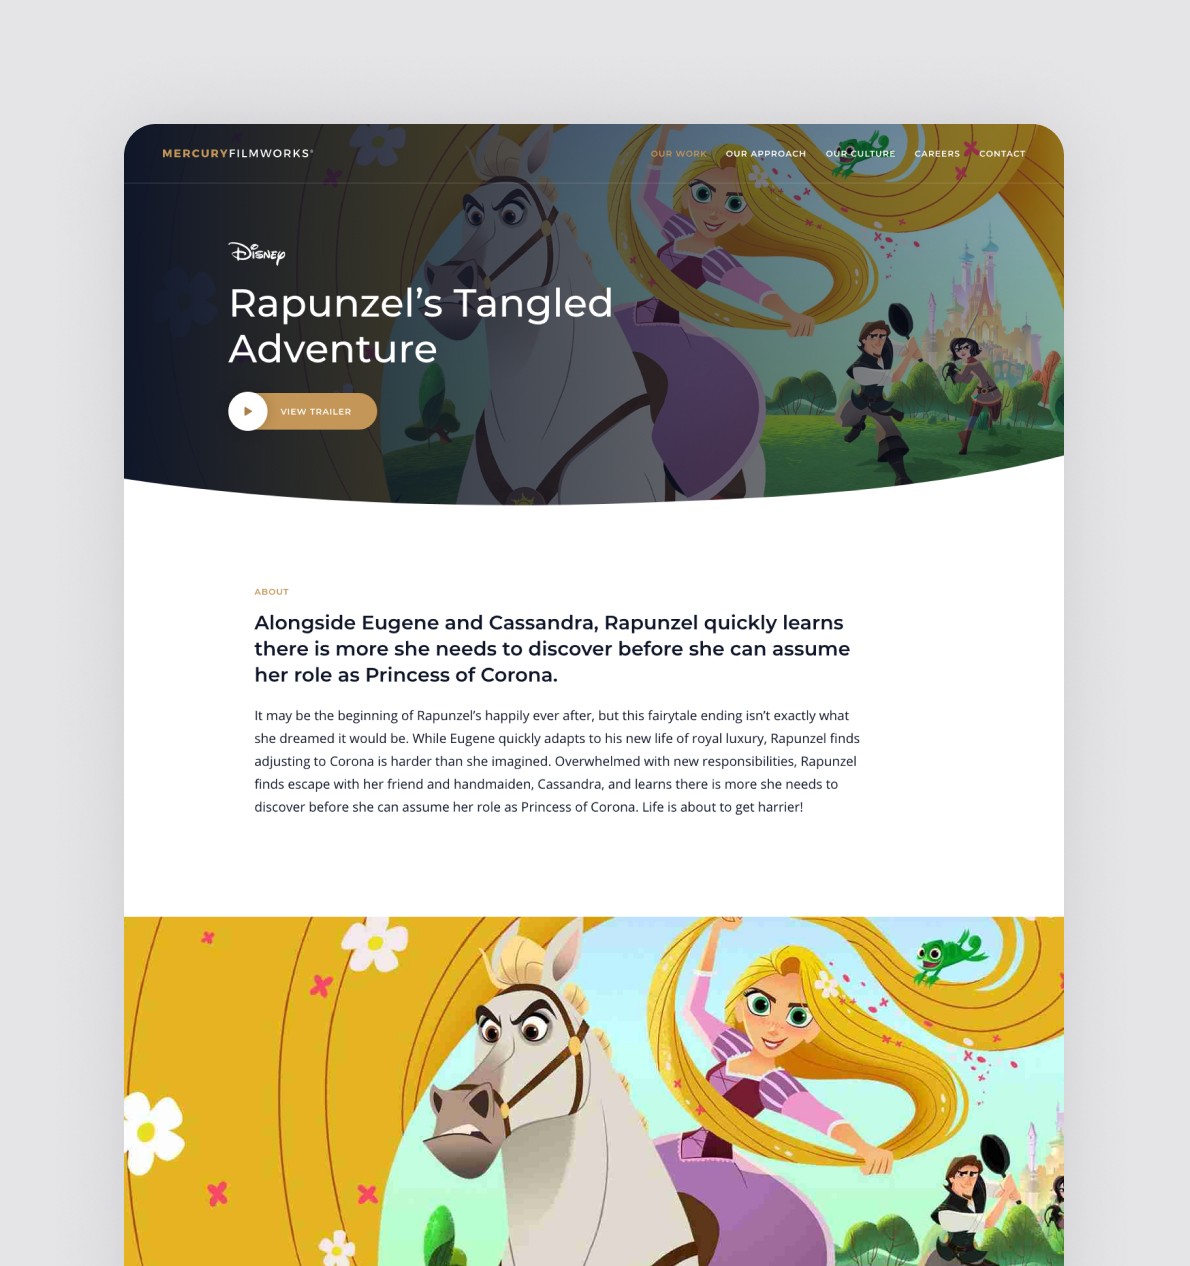 MERCURYFILMWORKS®
OUR WORK OUR APPROACH OUR CULTURE CAREERS CONTACT
Disney
Rapunzel’s Tangled
Adventure
VIEW TRAILER
ABOUT
Alongside Eugene and Cassandra, Rapunzel quickly learns
there is more she needs to discover before she can assume
her role as Princess of Corona.
It may be the beginning of Rapunzel’s happily ever after, but this fairytale ending isn’t exactly what
she dreamed it would be. While Eugene quickly adapts to his new life of royal luxury, Rapunzel finds
adjusting to Corona is harder than she imagined. Overwhelmed with new responsibilities, Rapunzel
finds escape with her friend and handmaiden, Cassandra, and learns there is more she needs to
discover before she can assume her role as Princess of Corona. Life is about to get harrier!